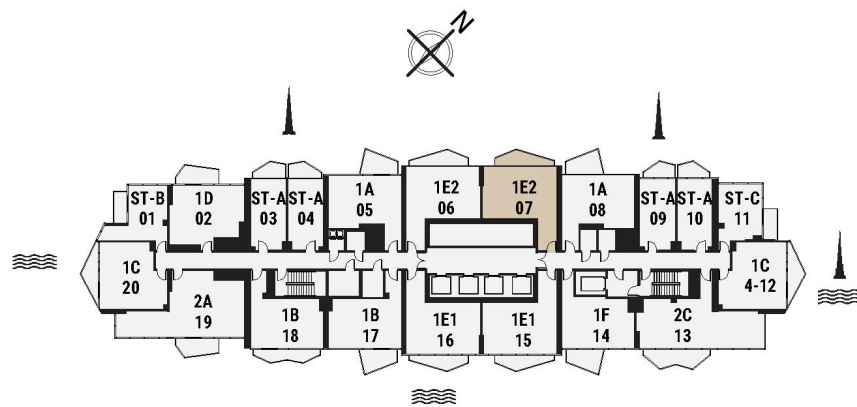 N
ST-B
01
1D
02
ST-A
03
ST-A
04
1A
05
1E2
06
1E2
07
1A
08
ST-A
09
ST-A
10
ST-C
11
1C
20
2A
19
1B
18
1B
17
1E1
16
1E1
15
1F
14
2C
13
1C
4-12